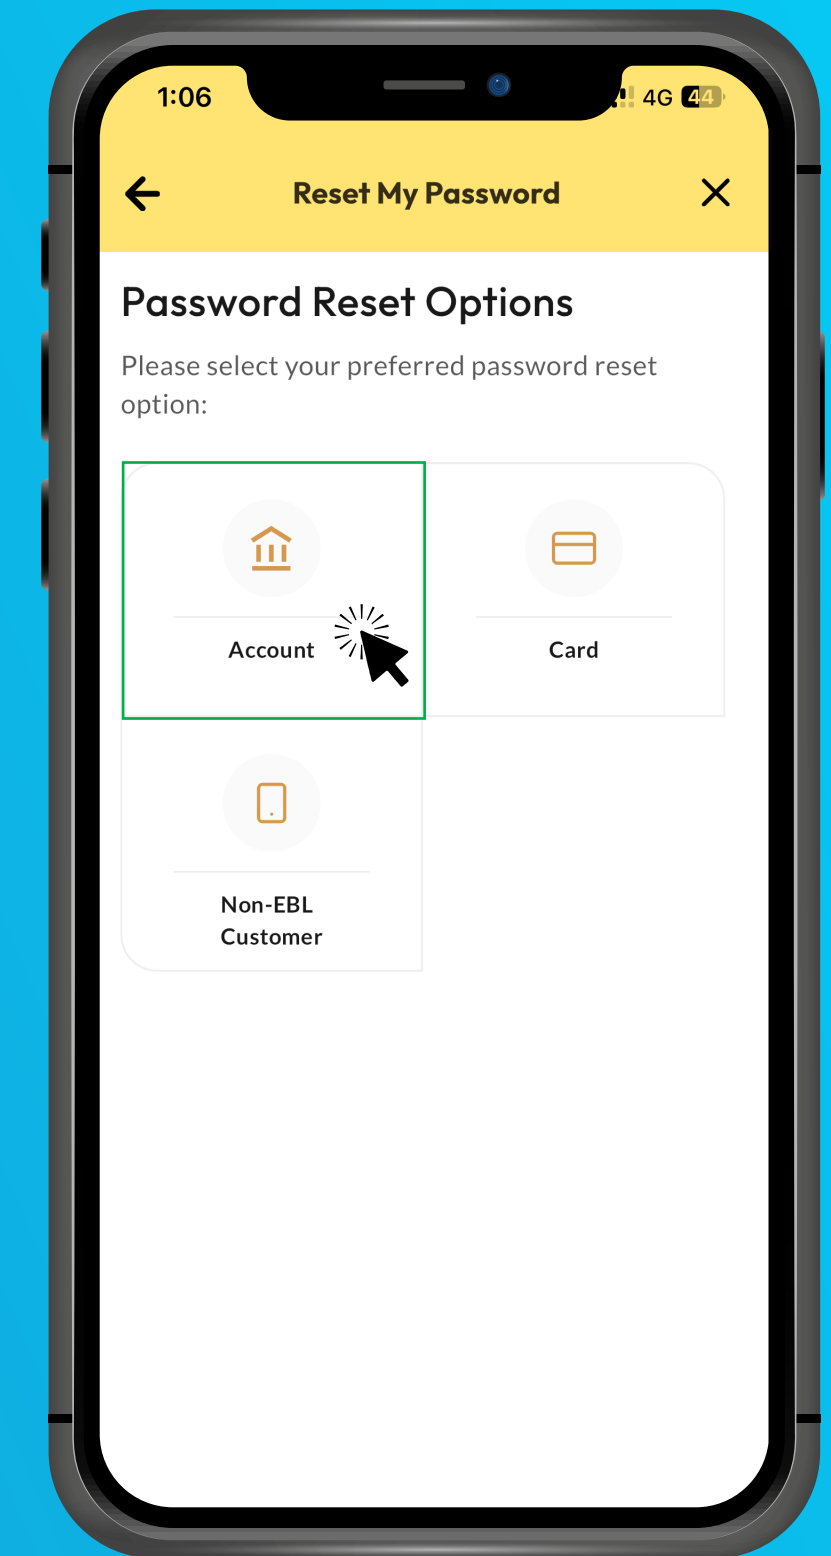 1:06 4G 44
Reset My Password
Password Reset Options
Please select your preferred password reset
option:
Account Card
Non-EBL
Customer